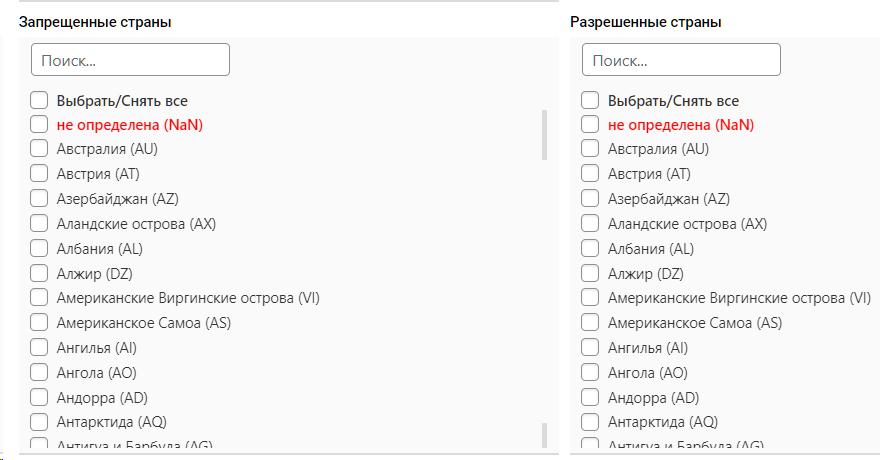 Запрещенные страны
Поиск...
Выбрать/Снять все
не определена (NaN)
Австралия (AU)
Австрия (AT)
Азербайджан (AZ)
Аландские острова (AX)
Албания (AL)
Алжир (DZ)
Американские Виргинские острова (VI)
Американское Самоа (AS)
Ангилья (AI)
Ангола (AO)
Андорра (AD)
Антарктида (AQ)
Антигуа и Барбуда (AG)
Разрешенные страны
Поиск...
Выбрать/Снять все
не определена (NaN)
Австралия (AU)
Австрия (AT)
Азербайджан (AZ)
Аландские острова (AX)
Албания (AL)
Алжир (DZ)
Американские Виргинские острова (VI)
Американское Самоа (AS)
Ангилья (AI)
Ангола (AO)
Андорра (AD)
Антарктида (AQ)
Антигуа и Барбуда (AG)